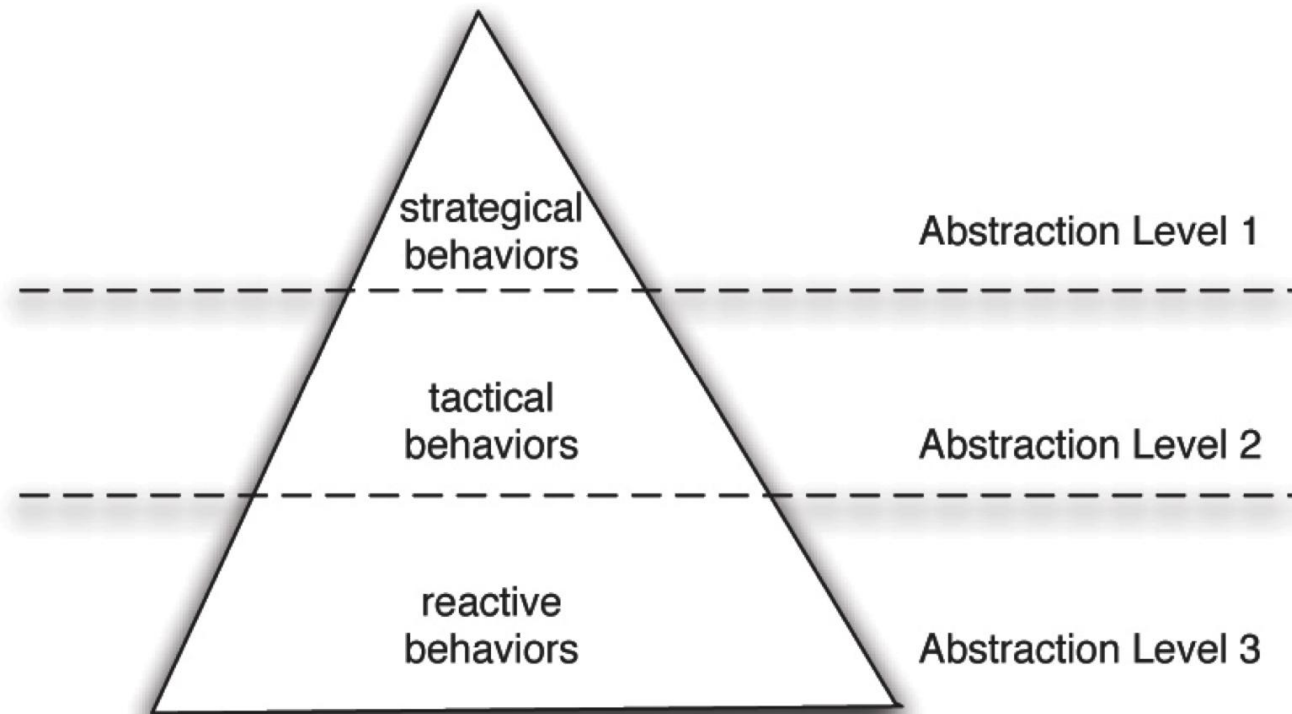 strategical
behaviors
Abstraction Level 1
tactical
behaviors
Abstraction Level 2
reactive
behaviors
Abstraction Level 3